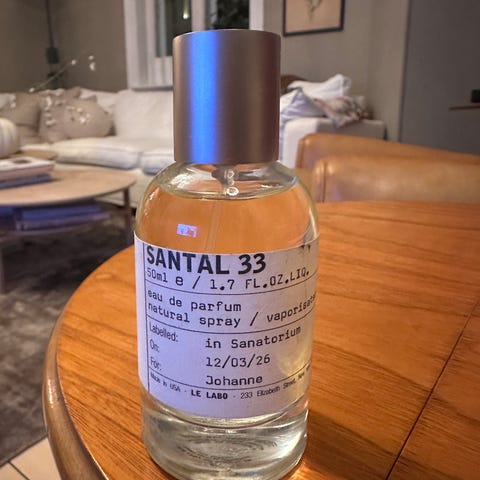 SANTAL 33
50ml e / 1.7 FL.OZ.LIQ.
eau de parfum
natural spray / vaporisate
Labelled: in Sanatorium
On: 12/03/26
For: Johanne
Made in USA · LE LABO · 233 Elizabeth Street, New